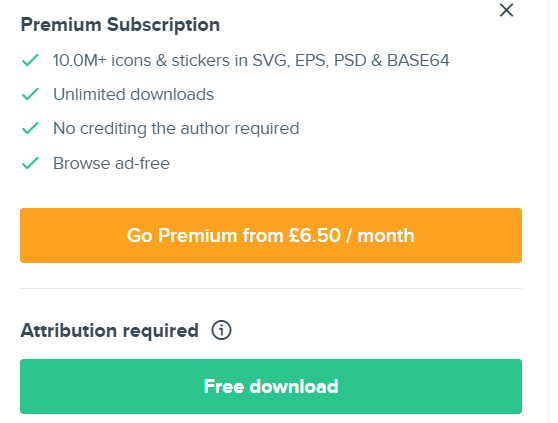 Premium Subscription
10.0M+ icons & stickers in SVG, EPS, PSD & BASE64
Unlimited downloads
No crediting the author required
Browse ad-free
Go Premium from £6.50 / month
Attribution required
Free download